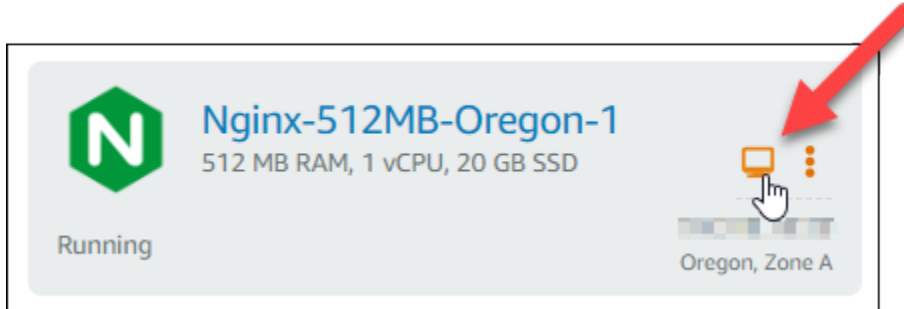 N
Nginx-512MB-Oregon-1
512 MB RAM, 1 vCPU, 20 GB SSD
Running
Oregon, Zone A